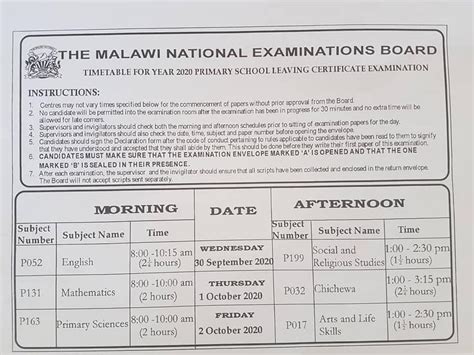 THE MALAWI NATIONAL EXAMINATIONS BOARD
TIMETABLE FOR YEAR 2020 PRIMARY SCHOOL LEAVING CERTIFICATE EXAMINATION
INSTRUCTIONS:
1. Centres may not vary times specified below for the commencement of papers without prior approval from the Board.
2. No candidate will be permitted into the examination room after the examination has been in progress for 30 minutes and no extra time will be
allowed for late comers.
3. Supervisors and invigilators should check both the morning and afternoon schedules prior to sitting of examination papers for the day.
4. Supervisors and invigilators should also check the date, time, subject and paper number before opening the envelope.
5. Candidates should sign the Declaration form after the code of conduct pertaining to rules applicable to candidates have been read to them to signify
that they have understood and accepted that they shall abide by them. This should be done before they write their first paper of this examination.
6. CANDIDATES MUST MAKE SURE THAT THE EXAMINATION ENVELOPE MARKED 'A' IS OPENED AND THAT THE ONE
MARKED 'B' IS SEALED IN THEIR PRESENCE.
7. After each examination, the supervisor and the invigilator should ensure that all scripts have been collected and enclosed in the return envelope.
The Board will not accept scripts sent separately.
MORNING DATE AFTERNOON
Subject Number Subject Name Time Subject Number Subject Name Time
P052 English 8:00 -10:15 am (2¼ hours) WEDNESDAY 30 September 2020 P199 Social and Religious Studies 1:00 - 2:30 pm (1½ hours)
P131 Mathematics 8:00 -10:00 am (2 hours) THURSDAY 1 October 2020 P032 Chichewa 1:00 - 3:15 pm (2¼ hours)
P163 Primary Sciences 8:00 -10:00 am (2 hours) FRIDAY 2 October 2020 P017 Arts and Life Skills 1:00 - 2:30 pm (1½ hours)